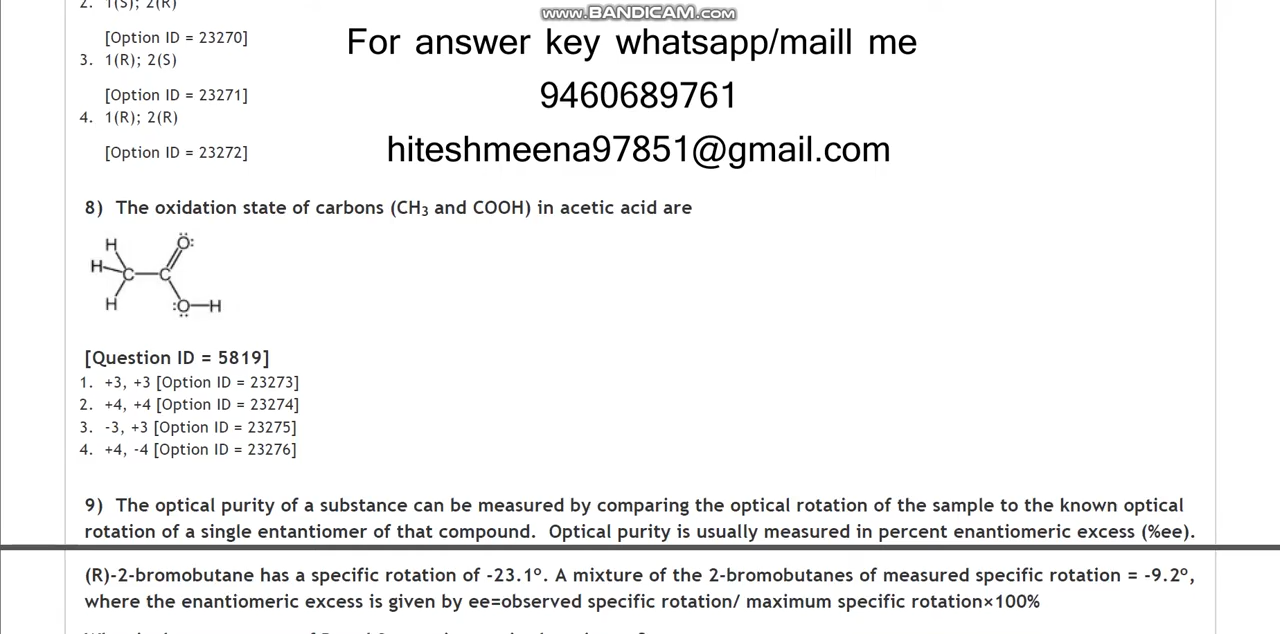 www.BANDICAM.com
2. 1(S); 2(R)
[Option ID = 23270]
For answer key whatsapp/maill me
3. 1(R); 2(S)
[Option ID = 23271]
9460689761
4. 1(R); 2(R)
[Option ID = 23272]
hiteshmeena97851@gmail.com
8) The oxidation state of carbons (CH₃ and COOH) in acetic acid are
H
Ö:
H
C
C
H
:O
H
[Question ID = 5819]
1. +3, +3 [Option ID = 23273]
2. +4, +4 [Option ID = 23274]
3. -3, +3 [Option ID = 23275]
4. +4, -4 [Option ID = 23276]
9) The optical purity of a substance can be measured by comparing the optical rotation of the sample to the known optical
rotation of a single entantiomer of that compound. Optical purity is usually measured in percent enantiomeric excess (%ee).
(R)-2-bromobutane has a specific rotation of -23.1°. A mixture of the 2-bromobutanes of measured specific rotation = -9.2°,
where the enantiomeric excess is given by ee=observed specific rotation/ maximum specific rotation×100%